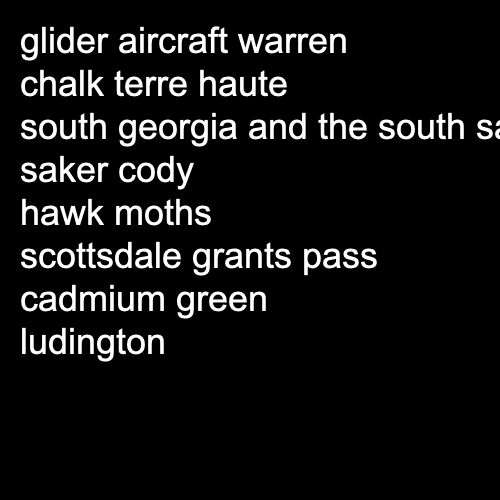 glider aircraft warren
chalk terre haute
south georgia and the south
saker cody
hawk moths
scottsdale grants pass
cadmium green
ludington